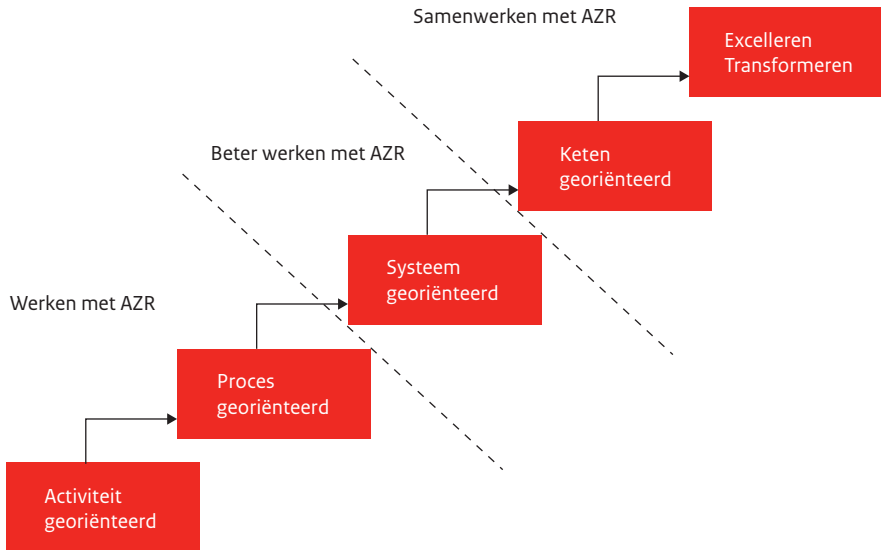 Samenwerken met AZR
Excelleren
Transformeren
Beter werken met AZR
Keten
georiënteerd
Systeem
georiënteerd
Werken met AZR
Proces
georiënteerd
Activiteit
georiënteerd